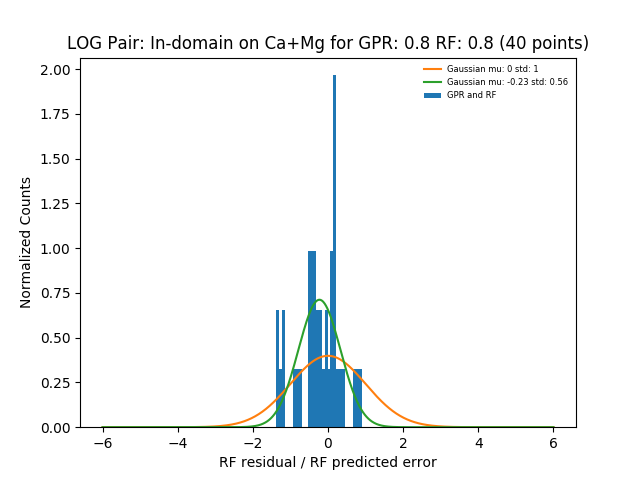 LOG Pair: In-domain on Ca+Mg for GPR: 0.8 RF: 0.8 (40 points)
Gaussian mu: 0 std: 1
Gaussian mu: -0.23 std: 0.56
GPR and RF
Normalized Counts
2.00
1.75
1.50
1.25
1.00
0.75
0.50
0.25
0.00
−6 −4 −2 0 2 4 6
RF residual / RF predicted error